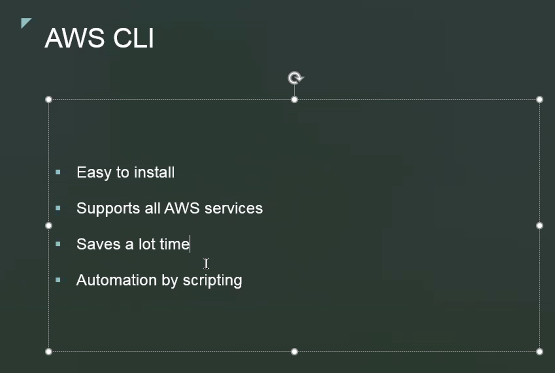 AWS CLI
Easy to install
Supports all AWS services
Saves a lot time
Automation by scripting